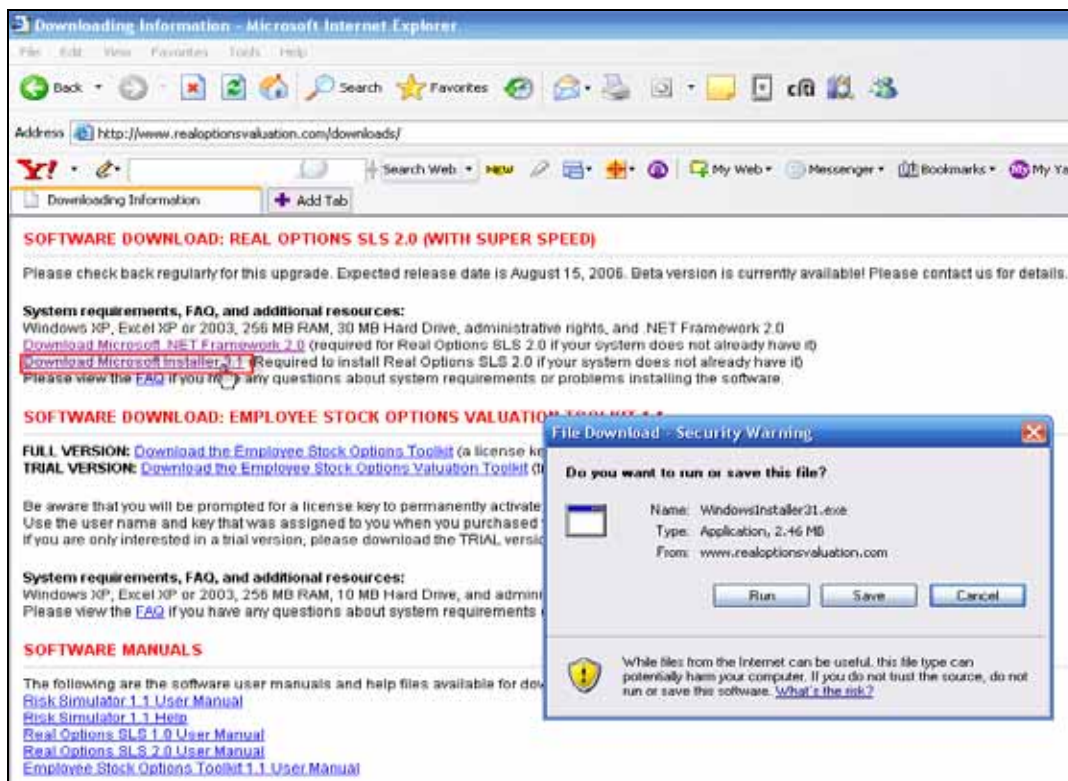 Downloading Information - Microsoft Internet Explorer
File Edit View Favorites Tools Help
Back Search Favorites
Address http://www.realoptionsvaluation.com/downloads/
Y! Search Web NEW My Web Messenger Bookmarks My Ya
Downloading Information Add Tab
SOFTWARE DOWNLOAD: REAL OPTIONS SLS 2.0 (WITH SUPER SPEED)
Please check back regularly for this upgrade. Expected release date is August 15, 2006. Beta version is currently available! Please contact us for details.
System requirements, FAQ, and additional resources:
Windows XP, Excel XP or 2003, 256 MB RAM, 30 MB Hard Drive, administrative rights, and .NET Framework 2.0
Download Microsoft .NET Framework 2.0 (required for Real Options SLS 2.0 if your system does not already have it)
Download Microsoft Installer 3.1 (Required to install Real Options SLS 2.0 if your system does not already have it)
Please view the FAQ if you have any questions about system requirements or problems installing the software.
SOFTWARE DOWNLOAD: EMPLOYEE STOCK OPTIONS VALUATION TOOLKIT 1.1
FULL VERSION: Download the Employee Stock Options Toolkit (a license ke
TRIAL VERSION: Download the Employee Stock Options Valuation Toolkit (t
Be aware that you will be prompted for a license key to permanently activate
Use the user name and key that was assigned to you when you purchased
If you are only interested in a trial version, please download the TRIAL versio
System requirements, FAQ, and additional resources:
Windows XP, Excel XP or 2003, 256 MB RAM, 10 MB Hard Drive, and admini
Please view the FAQ if you have any questions about system requirements
SOFTWARE MANUALS
The following are the software user manuals and help files available for dov
Risk Simulator 1.1 User Manual
Risk Simulator 1.1 Help
Real Options SLS 1.0 User Manual
Real Options SLS 2.0 User Manual
Employee Stock Options Toolkit 1.1 User Manual
File Download - Security Warning
Do you want to run or save this file?
Name: WindowsInstaller31.exe
Type: Application, 2.46 MB
From: www.realoptionsvaluation.com
Run Save Cancel
While files from the Internet can be useful, this file type can
potentially harm your computer. If you do not trust the source, do not
run or save this software. What's the risk?